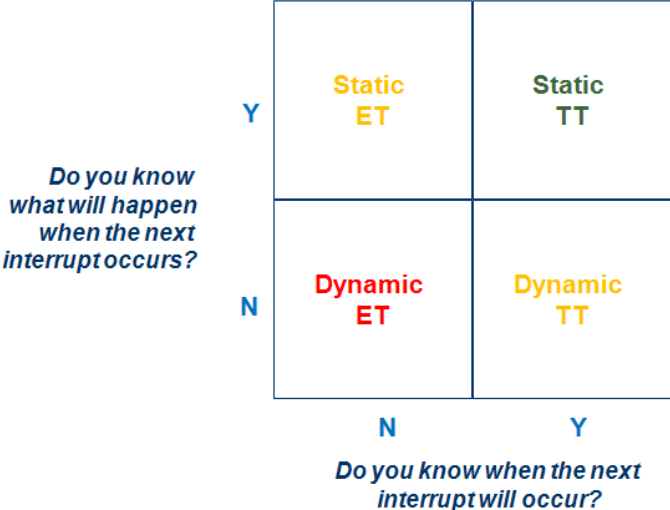 Static
ET
Static
TT
Y
Do you know
what will happen
when the next
interrupt occurs?
Dynamic
ET
Dynamic
TT
N
N
Y
Do you know when the next
interrupt will occur?